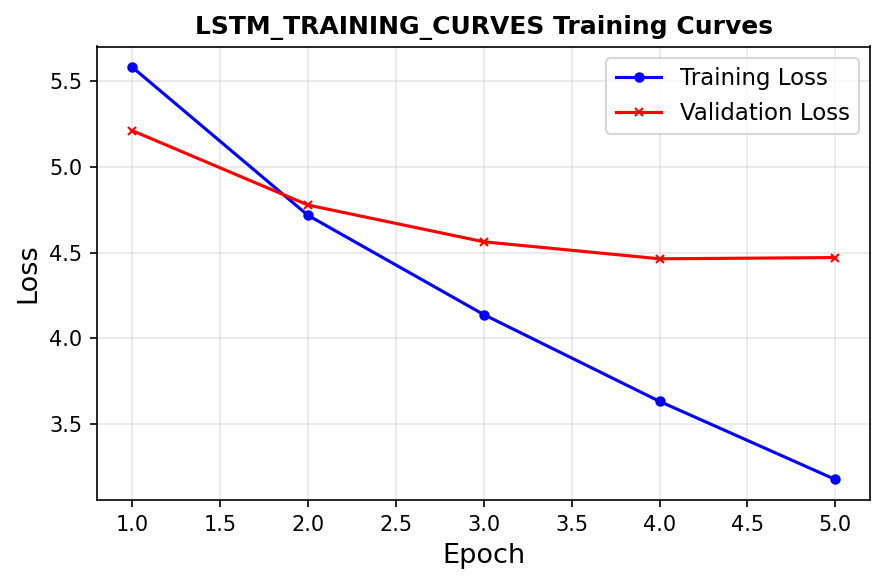 LSTM_TRAINING_CURVES Training Curves
Training Loss
Validation Loss
Loss
5.5
5.0
4.5
4.0
3.5
1.0 1.5 2.0 2.5 3.0 3.5 4.0 4.5 5.0
Epoch